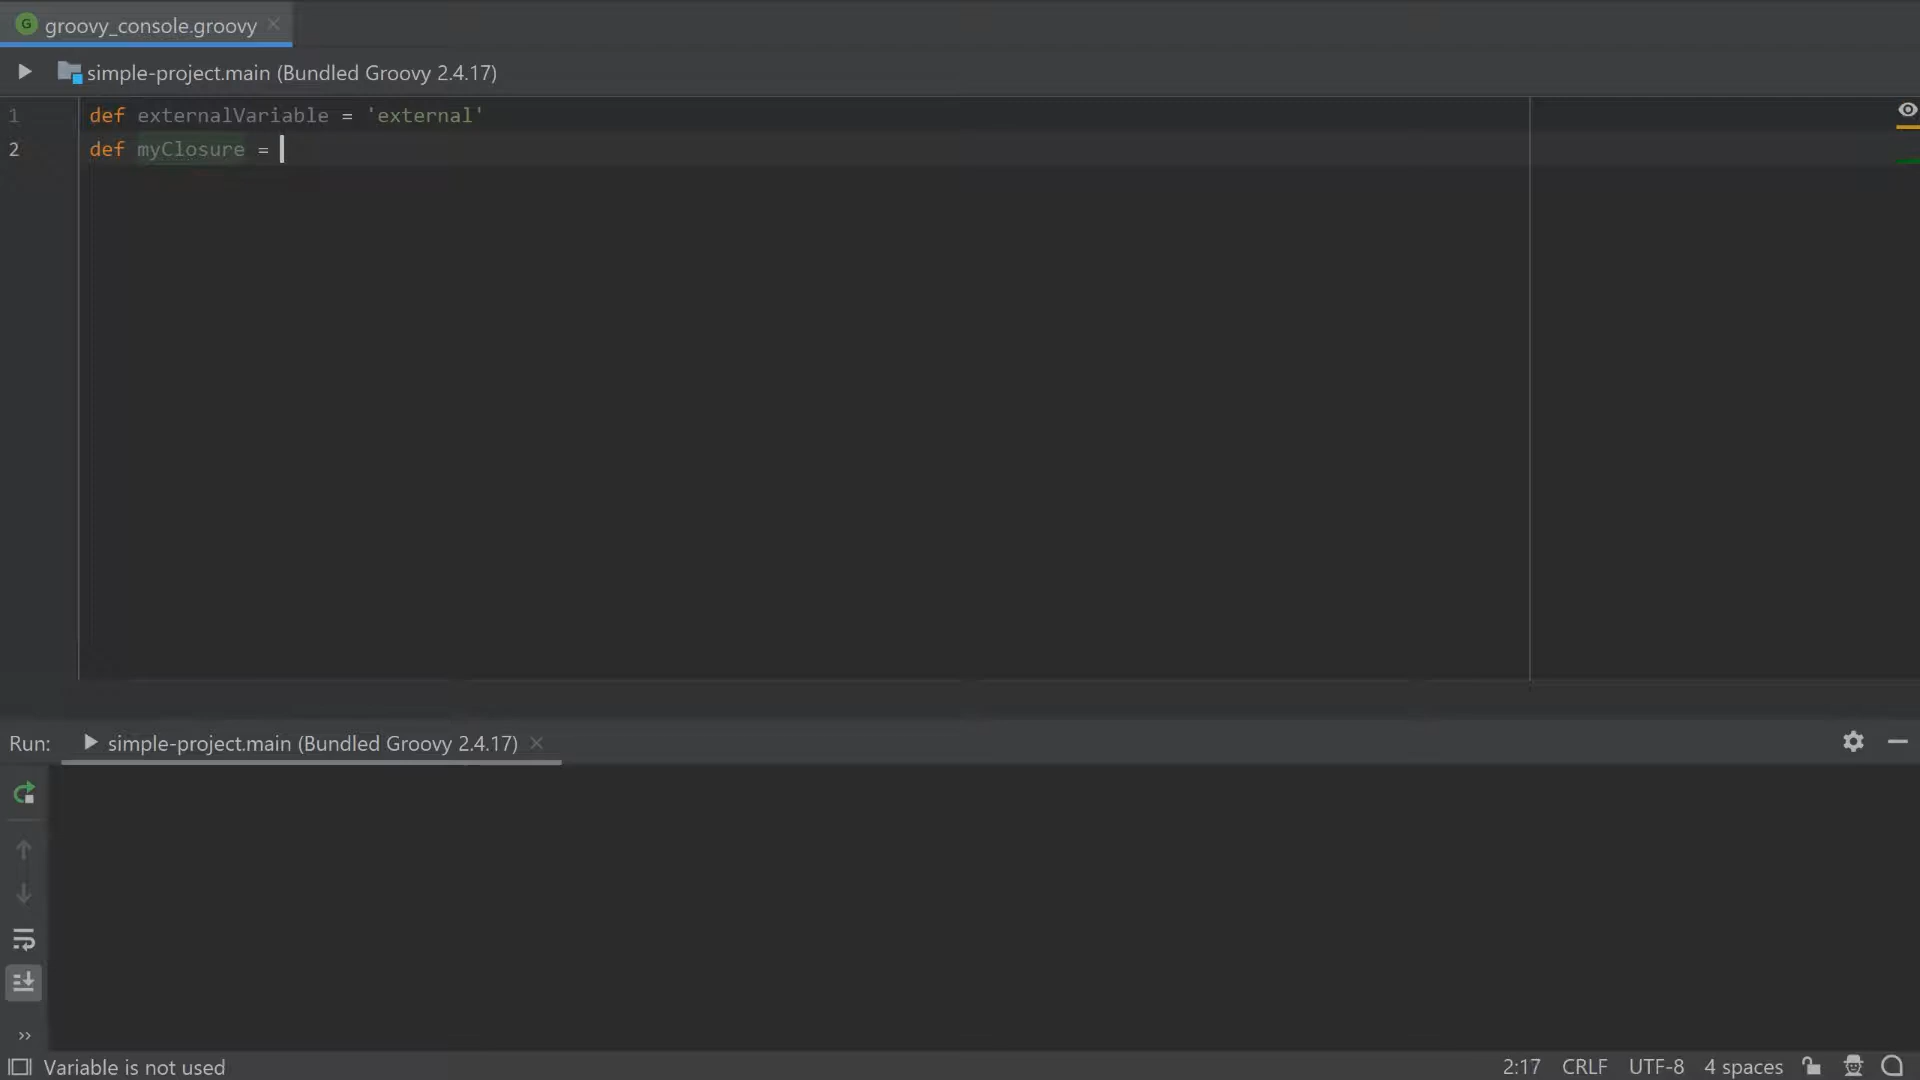 groovy_console.groovy
simple-project.main (Bundled Groovy 2.4.17)
1 def externalVariable = 'external'
2 def myClosure =
Run: simple-project.main (Bundled Groovy 2.4.17)
Variable is not used 2:17 CRLF UTF-8 4 spaces